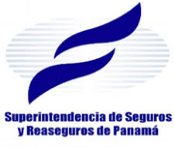 Superintendencia de Seguros
y Reaseguros de Panamá